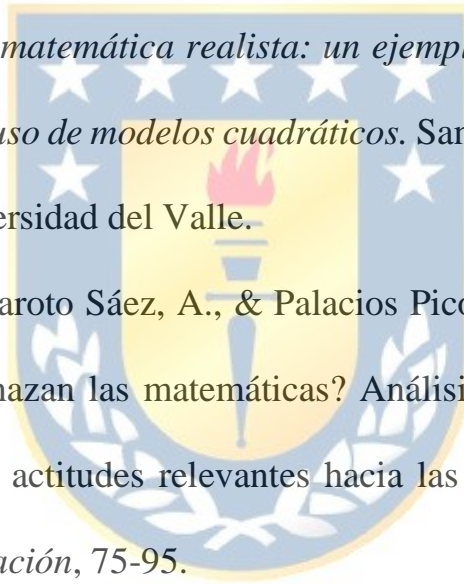 matemática realista: un ejempl
uso de modelos cuadráticos. San
ersidad del Valle.
aroto Sáez, A., & Palacios Pico
nazan las matemáticas? Análisi
actitudes relevantes hacia las
ación, 75-95.